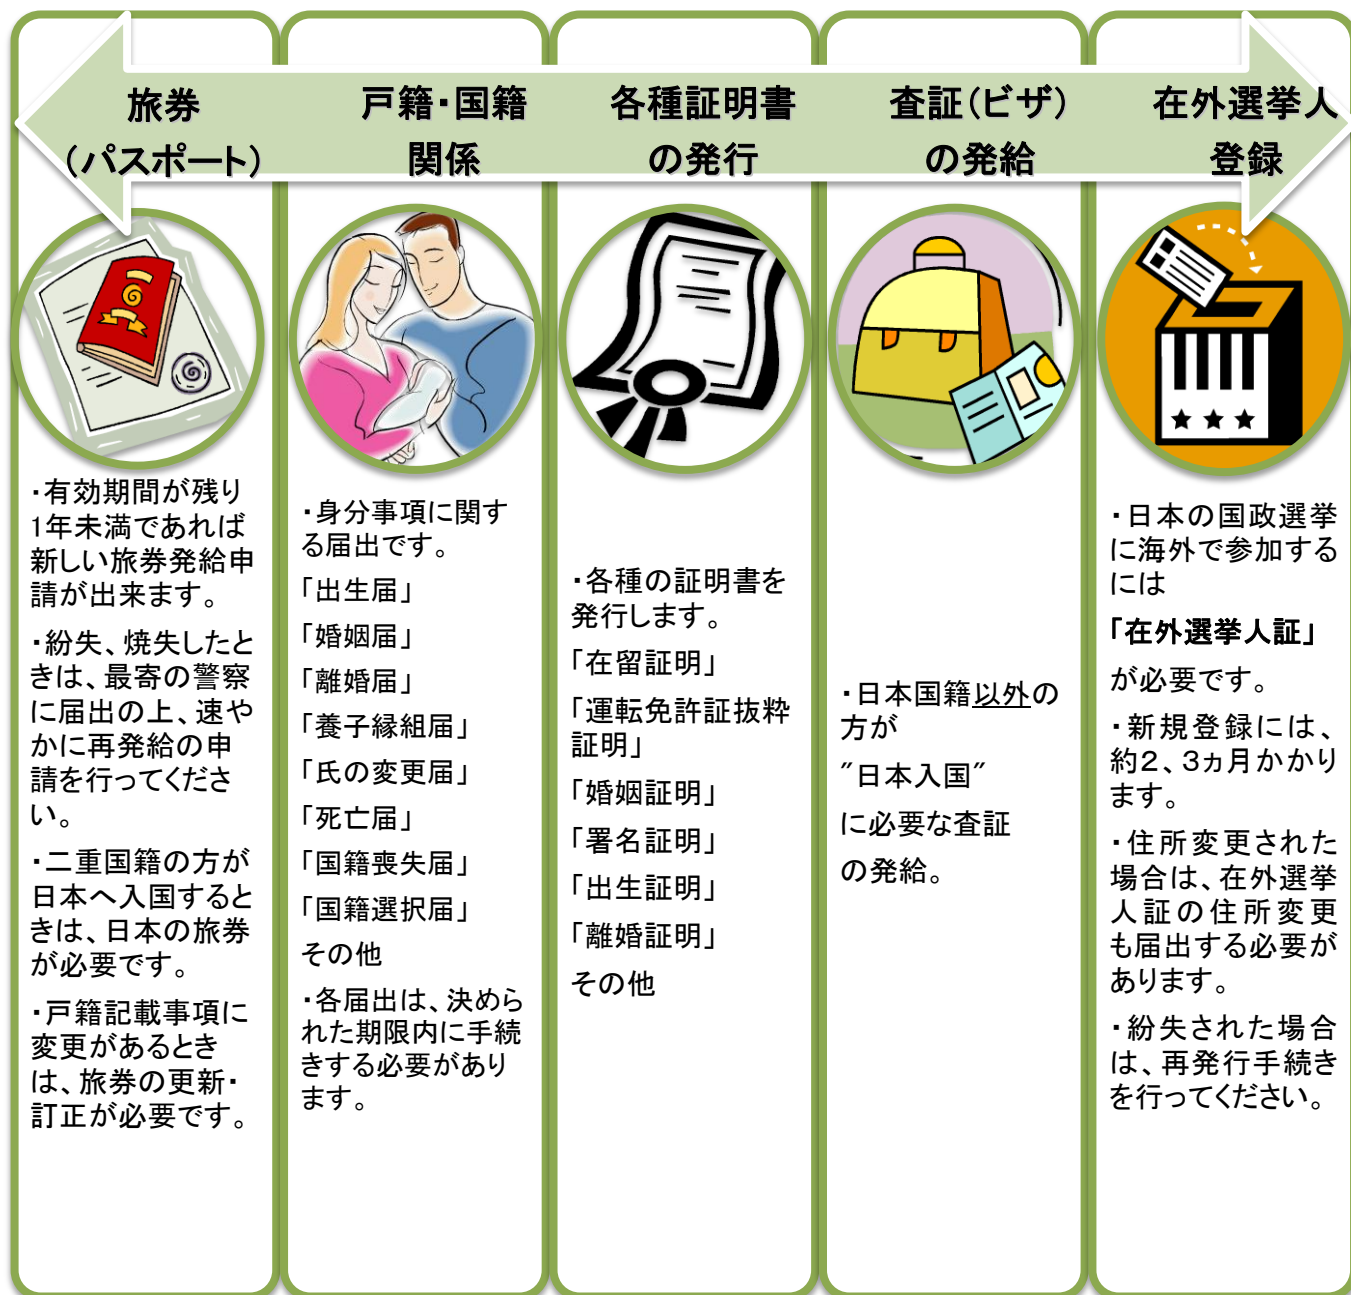 旅券
(パスポート)
戸籍・国籍
関係
各種証明書
の発行
査証(ビザ)
の発給
在外選挙人
登録
・有効期間が残り
1年未満であれば
新しい旅券発給申
請が出来ます。
・紛失、焼失したと
きは、最寄の警察
に届出の上、速や
かに再発給の申
請を行ってくださ
い。
・二重国籍の方が
日本へ入国すると
きは、日本の旅券
が必要です。
・戸籍記載事項に
変更があるとき
は、旅券の更新・
訂正が必要です。
・身分事項に関す
る届出です。
「出生届」
「婚姻届」
「離婚届」
「養子縁組届」
「氏の変更届」
「死亡届」
「国籍喪失届」
「国籍選択届」
その他
・各届出は、決めら
れた期限内に手続
きする必要があり
ます。
・各種の証明書を
発行します。
「在留証明」
「運転免許証抜粋
証明」
「婚姻証明」
「署名証明」
「出生証明」
「離婚証明」
その他
・日本国籍以外の
方が
"日本入国"
に必要な査証
の発給。
・日本の国政選挙
に海外で参加する
には
「在外選挙人証」
が必要です。
・新規登録には、
約2、3ヵ月かかり
ます。
・住所変更された
場合は、在外選挙
人証の住所変更
も届出する必要が
あります。
・紛失された場合
は、再発行手続き
を行ってください。